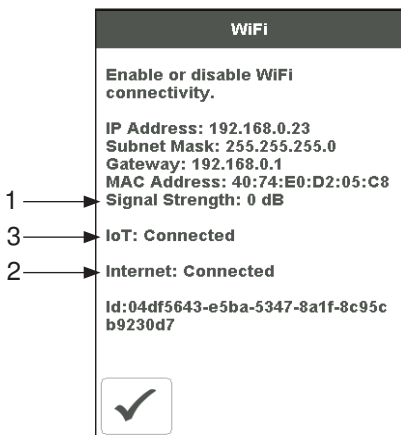 WiFi
Enable or disable WiFi
connectivity.
IP Address: 192.168.0.23
Subnet Mask: 255.255.255.0
Gateway: 192.168.0.1
MAC Address: 40:74:E0:D2:05:C8
1
Signal Strength: 0 dB
3
IoT: Connected
2
Internet: Connected
Id:04df5643-e5ba-5347-8a1f-8c95c
b9230d7